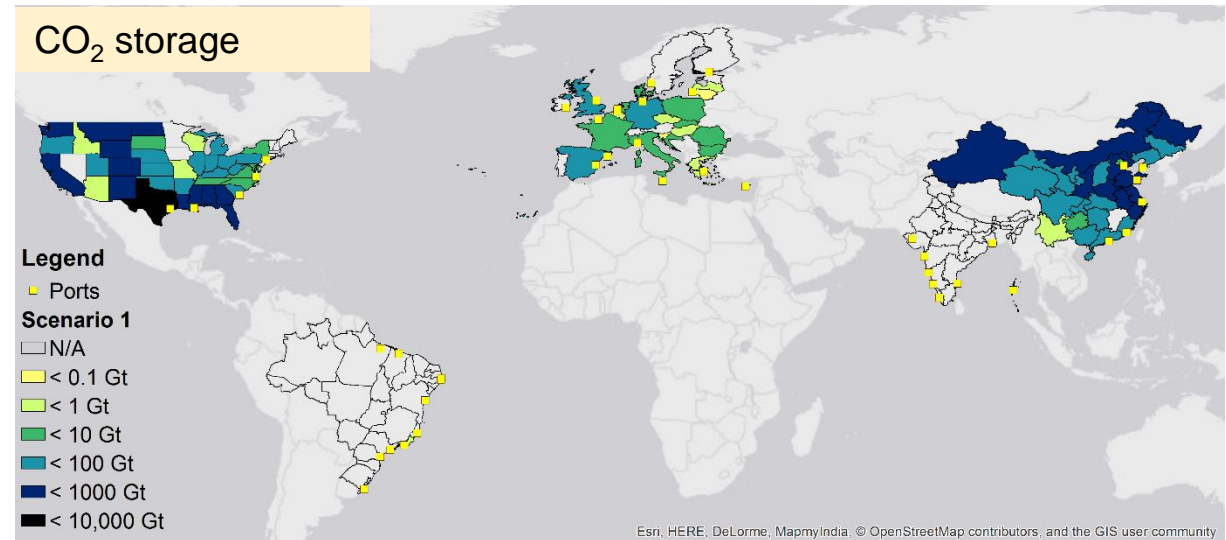 CO₂ storage
Legend
Ports
Scenario 1
N/A
< 0.1 Gt
< 1 Gt
< 10 Gt
< 100 Gt
< 1000 Gt
< 10,000 Gt
Esri, HERE, DeLorme, MapmyIndia, © OpenStreetMap contributors, and the GIS user community